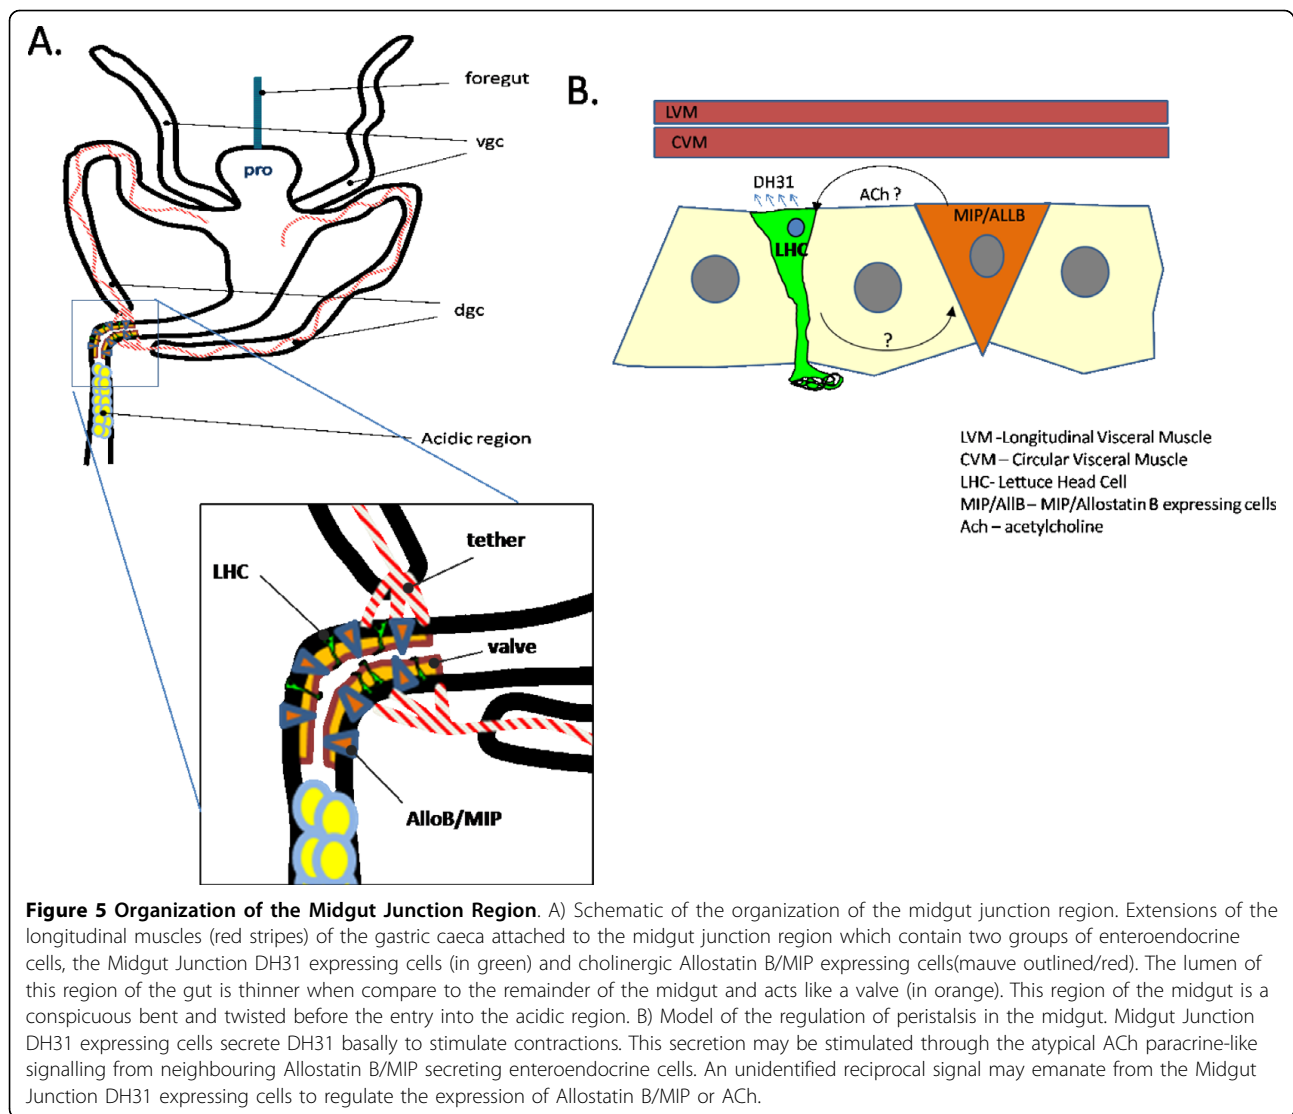 A.
foregut
vgc
pro
dgc
Acidic region
LHC
tether
valve
AlloB/MIP
B.
LVM
CVM
DH31
ACh ?
MIP/ALLB
LHC
?
LVM -Longitudinal Visceral Muscle
CVM – Circular Visceral Muscle
LHC- Lettuce Head Cell
MIP/AllB – MIP/Allostatin B expressing cells
Ach – acetylcholine
Figure 5 Organization of the Midgut Junction Region. A) Schematic of the organization of the midgut junction region. Extensions of the
longitudinal muscles (red stripes) of the gastric caeca attached to the midgut junction region which contain two groups of enteroendocrine
cells, the Midgut Junction DH31 expressing cells (in green) and cholinergic Allostatin B/MIP expressing cells(mauve outlined/red). The lumen of
this region of the gut is thinner when compare to the remainder of the midgut and acts like a valve (in orange). This region of the midgut is a
conspicuous bent and twisted before the entry into the acidic region. B) Model of the regulation of peristalsis in the midgut. Midgut Junction
DH31 expressing cells secrete DH31 basally to stimulate contractions. This secretion may be stimulated through the atypical ACh paracrine-like
signalling from neighbouring Allostatin B/MIP secreting enteroendocrine cells. An unidentified reciprocal signal may emanate from the Midgut
Junction DH31 expressing cells to regulate the expression of Allostatin B/MIP or ACh.